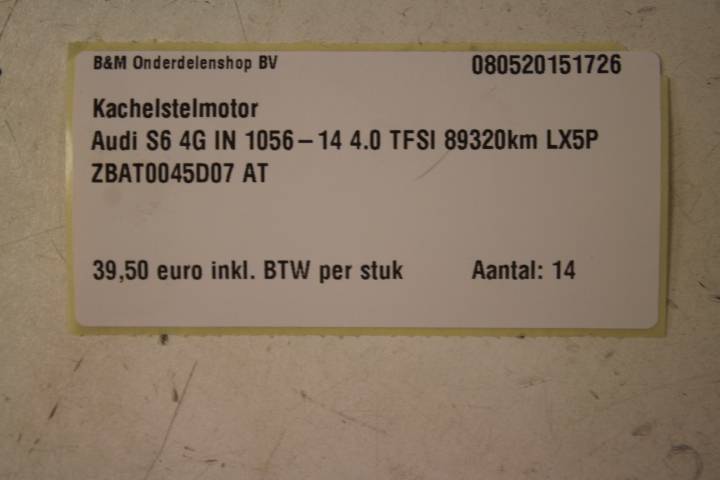 B&M Onderdelenshop BV 080520151726
Kachelstelmotor
Audi S6 4G IN 1056-14 4.0 TFSI 89320km LX5P
ZBAT0045D07 AT
39,50 euro inkl. BTW per stuk Aantal: 14